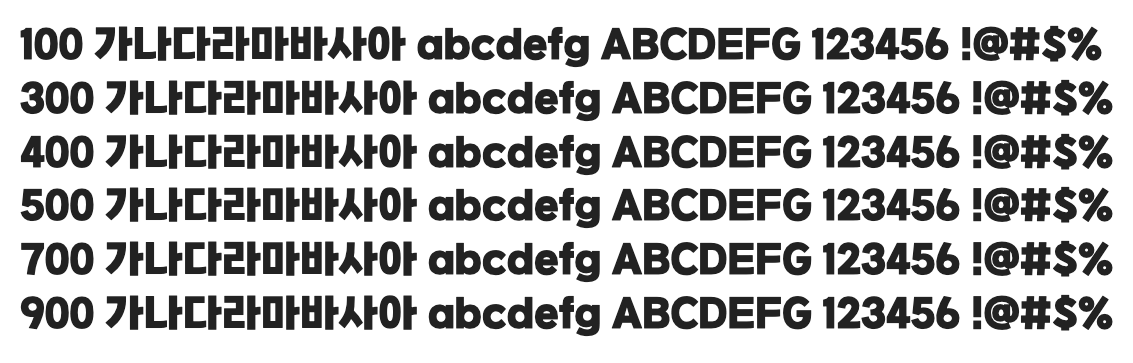 100 가나다라마바사아 abcdefg ABCDEFG 123456 !@#$%
300 가나다라마바사아 abcdefg ABCDEFG 123456 !@#$%
400 가나다라마바사아 abcdefg ABCDEFG 123456 !@#$%
500 가나다라마바사아 abcdefg ABCDEFG 123456 !@#$%
700 가나다라마바사아 abcdefg ABCDEFG 123456 !@#$%
900 가나다라마바사아 abcdefg ABCDEFG 123456 !@#$%